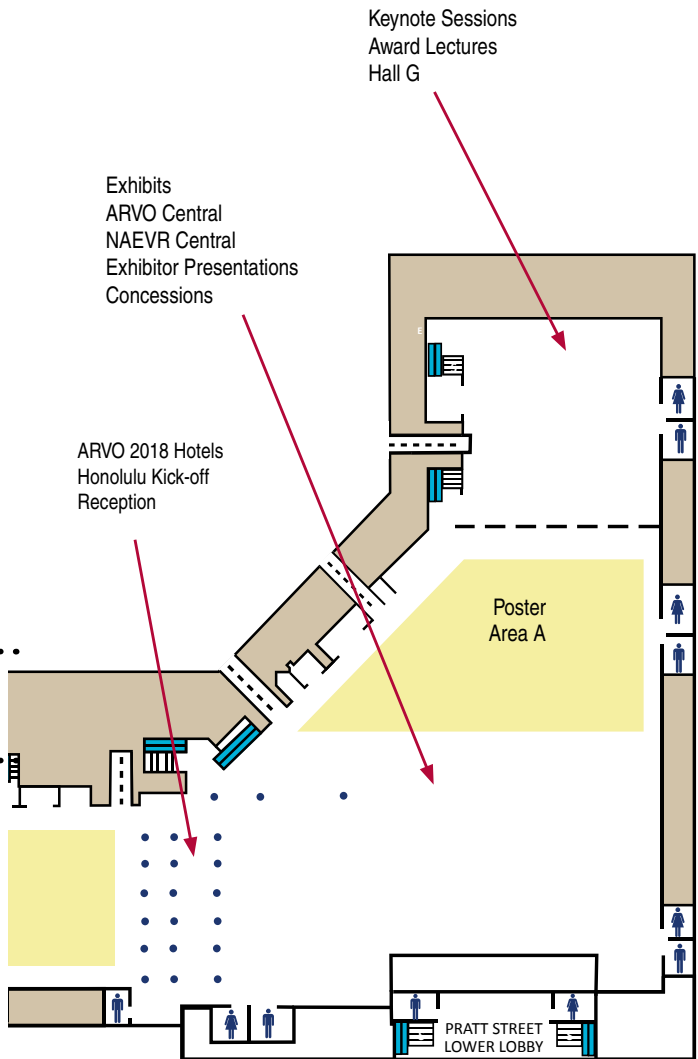 Keynote Sessions
Award Lectures
Hall G
Exhibits
ARVO Central
NAEVR Central
Exhibitor Presentations
Concessions
ARVO 2018 Hotels
Honolulu Kick-off
Reception
E
Poster
Area A
PRATT STREET
LOWER LOBBY